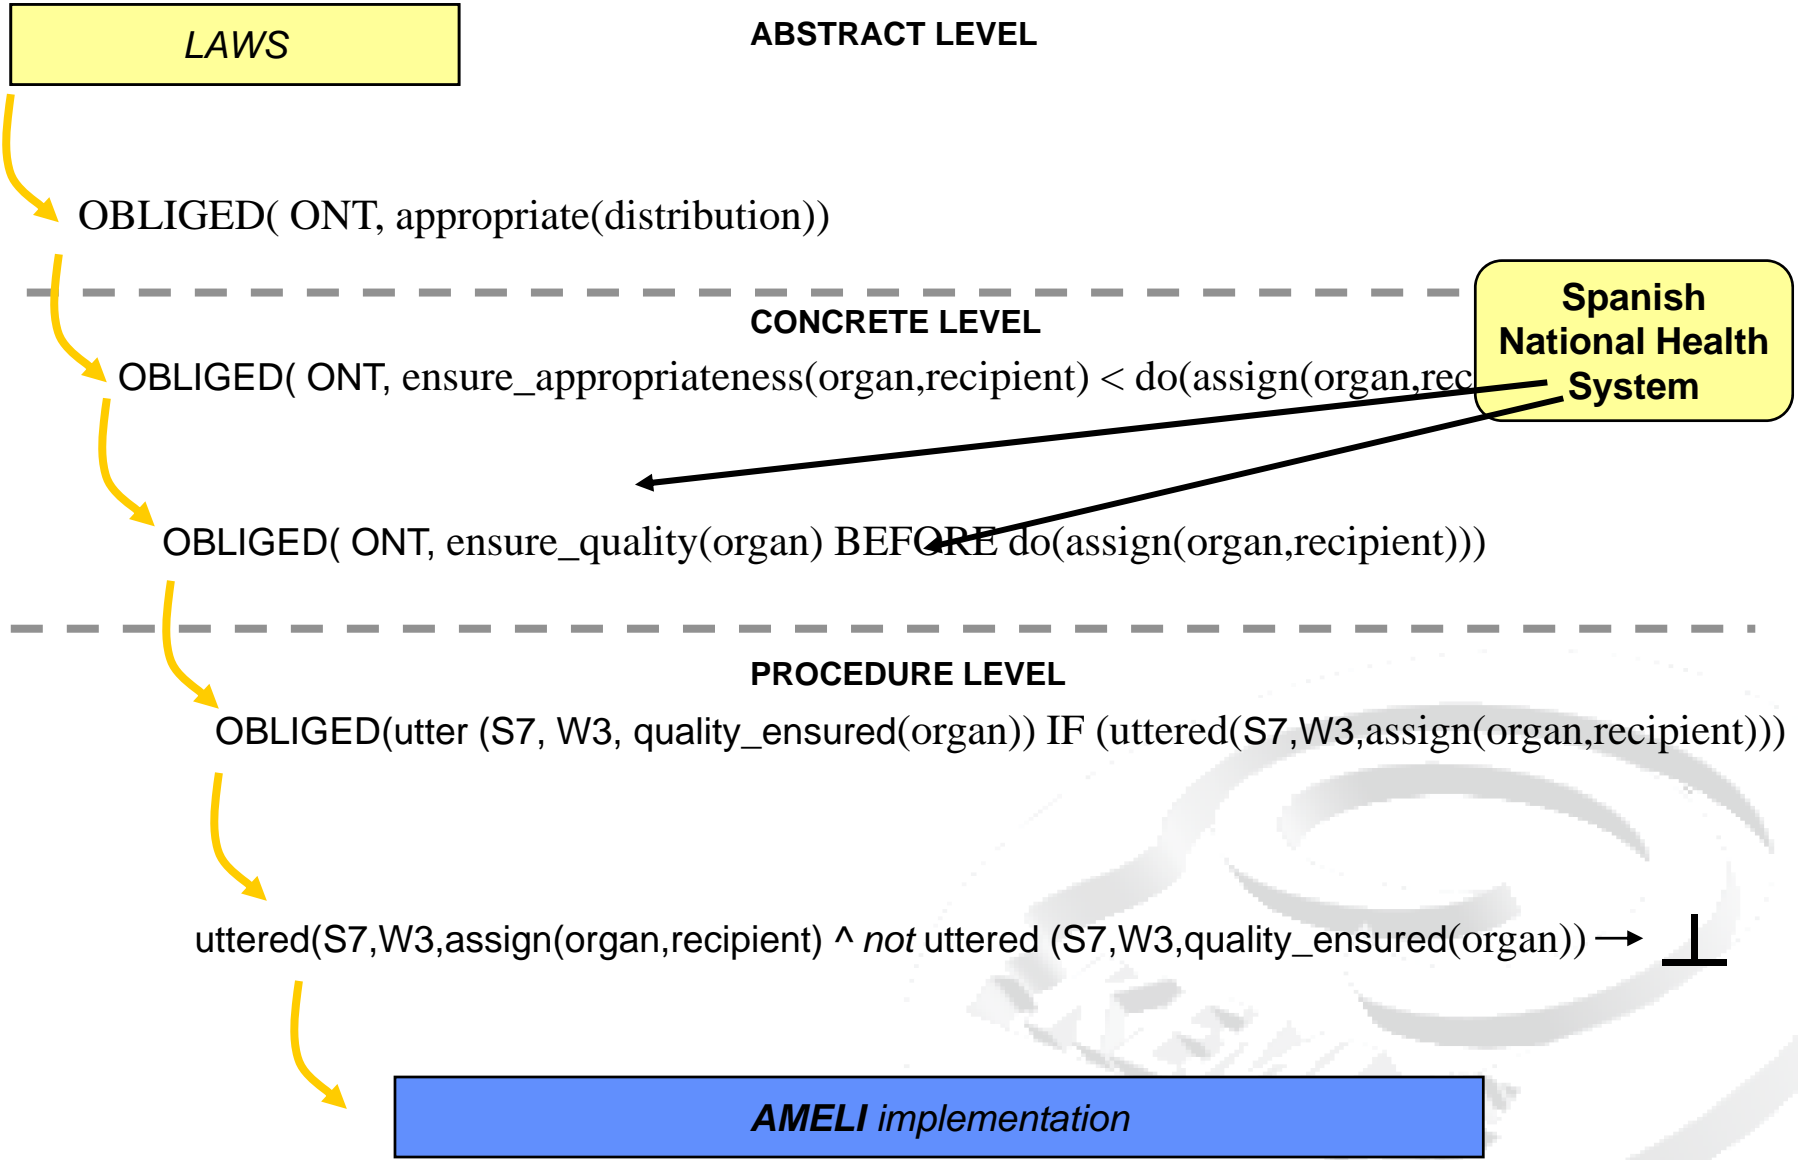 LAWS
ABSTRACT LEVEL
OBLIGED( ONT, appropriate(distribution))
Spanish
National Health
System
CONCRETE LEVEL
OBLIGED( ONT, ensure_appropriateness(organ,recipient) < do(assign(organ,rec
OBLIGED( ONT, ensure_quality(organ) BEFORE do(assign(organ,recipient)))
PROCEDURE LEVEL
OBLIGED(utter (S7, W3, quality_ensured(organ)) IF (uttered(S7,W3,assign(organ,recipient)))
uttered(S7,W3,assign(organ,recipient) ^ not uttered (S7,W3,quality_ensured(organ)) → ⊥
AMELI implementation